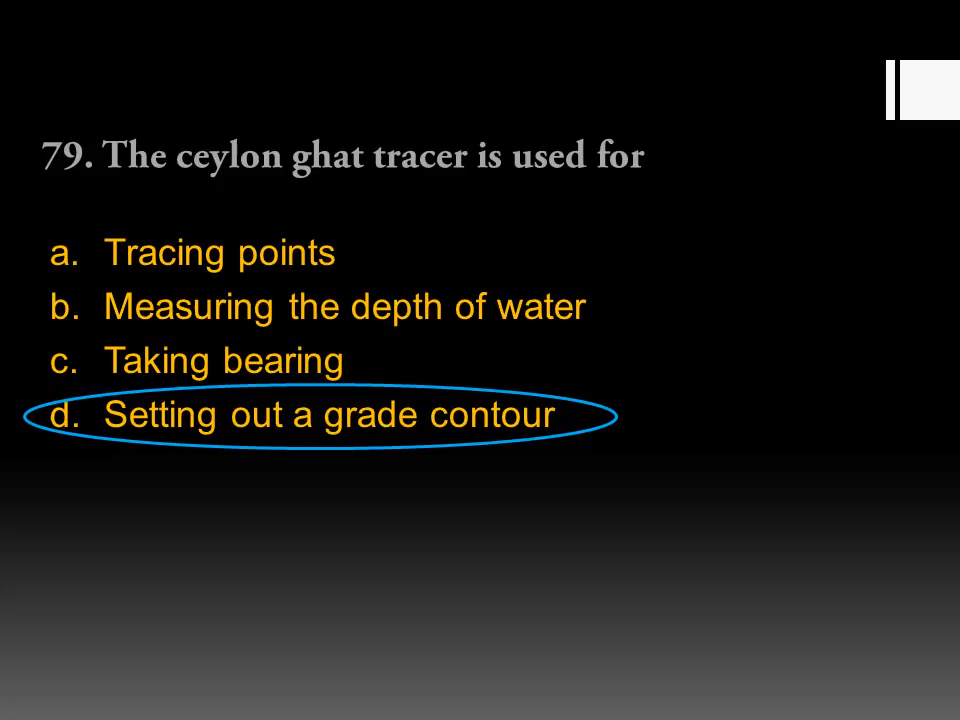 79. The ceylon ghat tracer is used for
a. Tracing points
b. Measuring the depth of water
c. Taking bearing
d. Setting out a grade contour